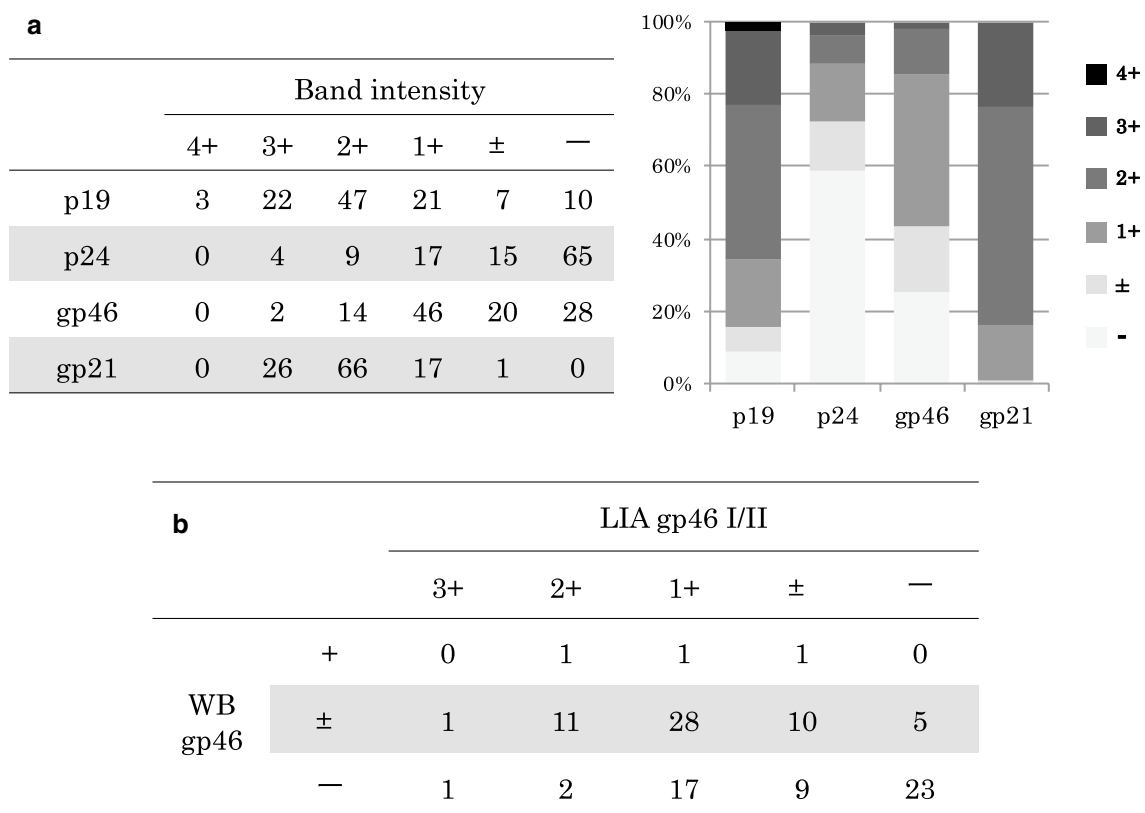 a
Band intensity
4+ 3+ 2+ 1+ ± —
p19 3 22 47 21 7 10
p24 0 4 9 17 15 65
gp46 0 2 14 46 20 28
gp21 0 26 66 17 1 0
100%
80%
60%
40%
20%
0%
p19 p24 gp46 gp21
4+
3+
2+
1+
±
-
b
LIA gp46 I/II
3+ 2+ 1+ ± —
+ 0 1 1 1 0
WB
gp46
± 1 11 28 10 5
— 1 2 17 9 23